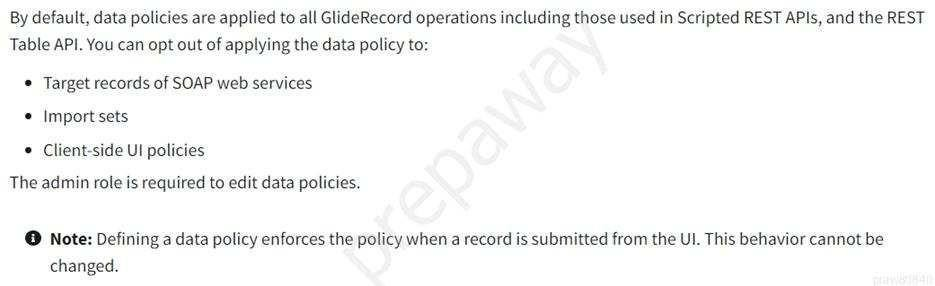 By default, data policies are applied to all GlideRecord operations including those used in Scripted REST APIs, and the REST
Table API. You can opt out of applying the data policy to:
• Target records of SOAP web services
• Import sets
• Client-side UI policies
The admin role is required to edit data policies.
Note: Defining a data policy enforces the policy when a record is submitted from the UI. This behavior cannot be
changed.
prepaway